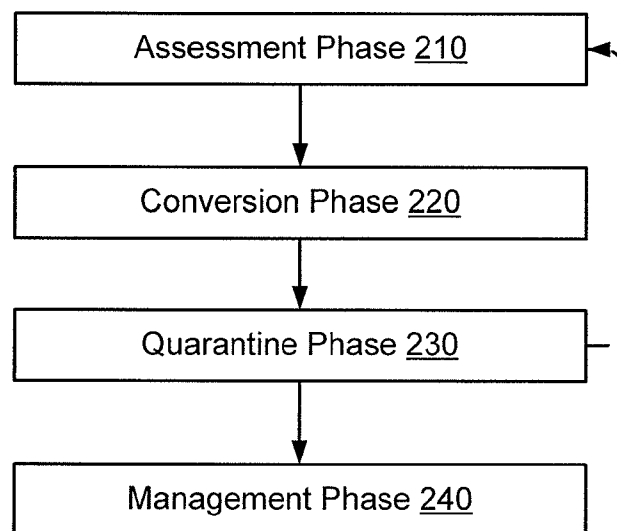 Assessment Phase 210
Conversion Phase 220
Quarantine Phase 230
Management Phase 240